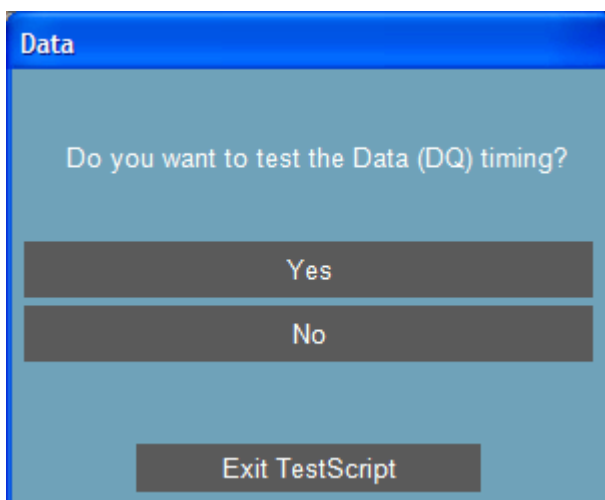 Data
Do you want to test the Data (DQ) timing?
Yes
No
Exit TestScript